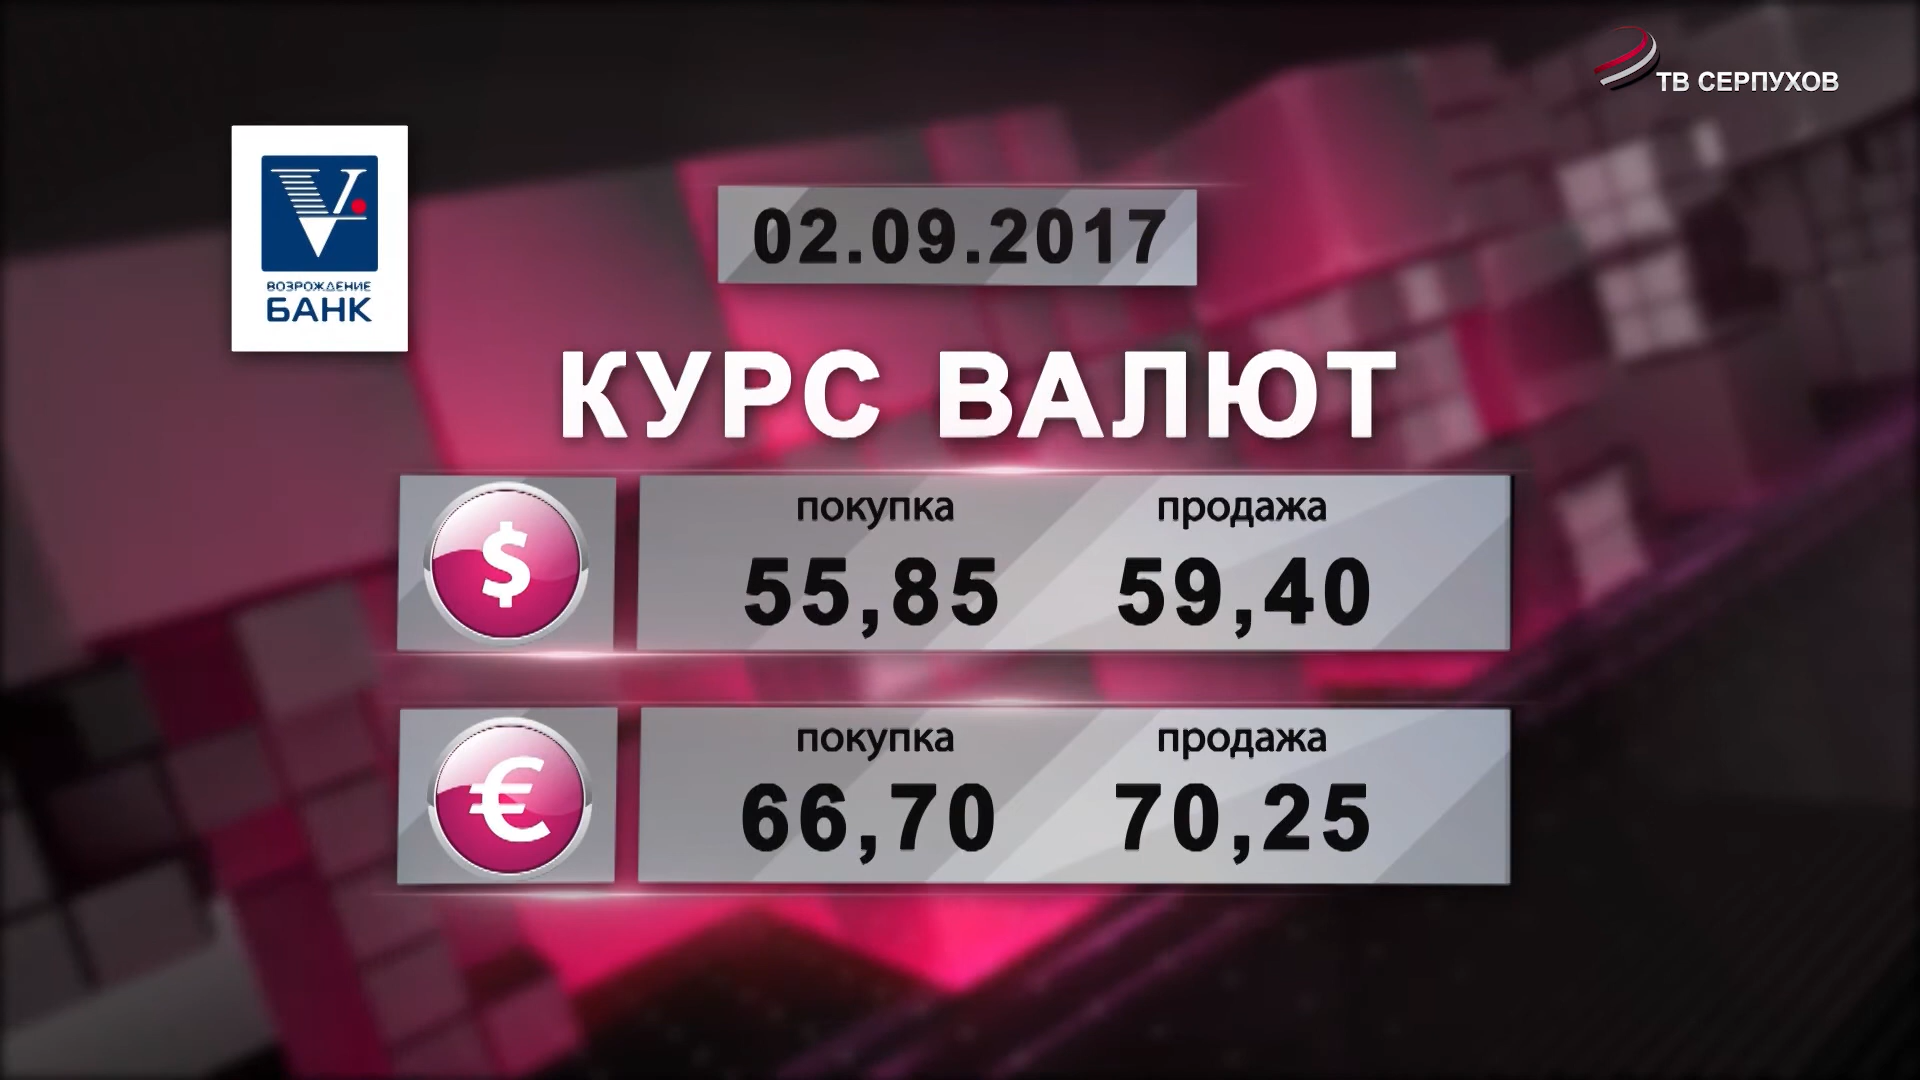 ТВ СЕРПУХОВ
ВОЗРОЖДЕНИЕ
БАНК
02.09.2017
КУРС ВАЛЮТ
$ покупка продажа
55,85 59,40
€ покупка продажа
66,70 70,25